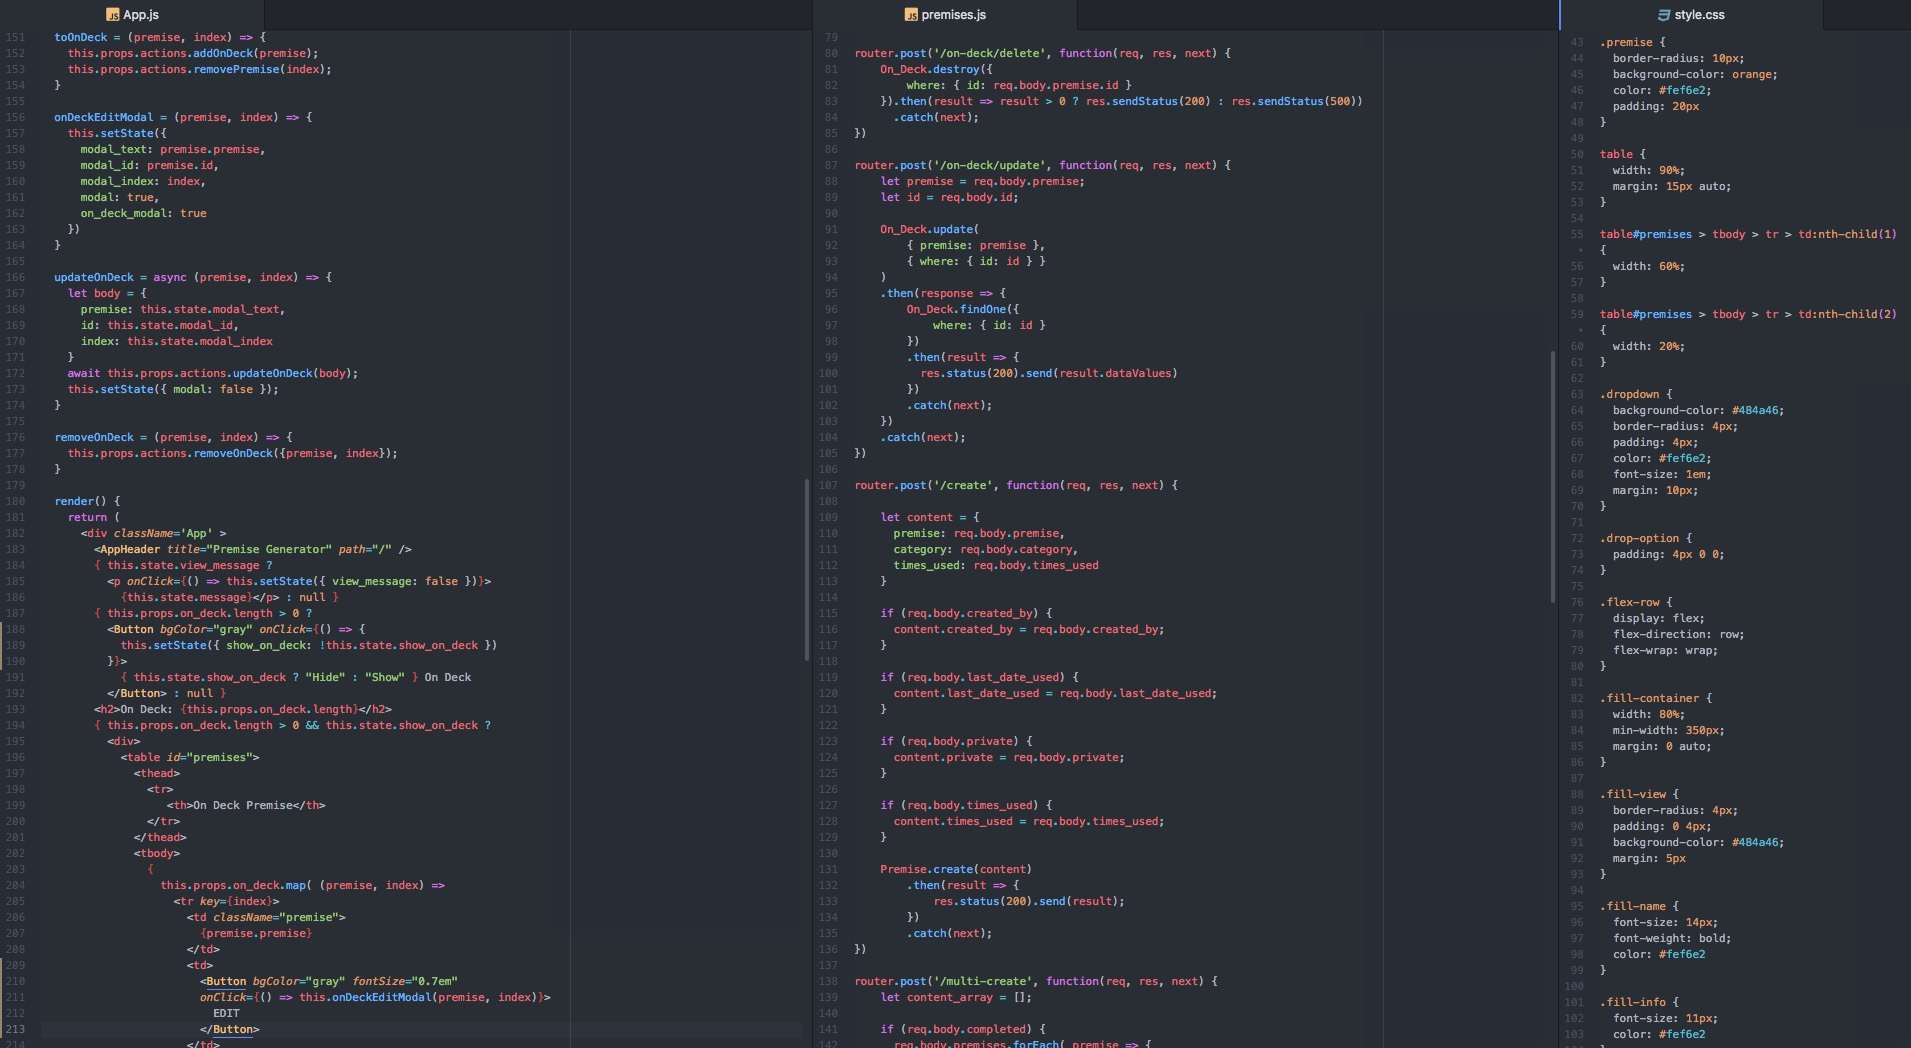 App.js
151 toOnDeck = (premise, index) => {
152 this.props.actions.addOnDeck(premise);
153 this.props.actions.removePremise(index);
154 }
155
156 onDeckEditModal = (premise, index) => {
157 this.setState({
158 modal_text: premise.premise,
159 modal_id: premise.id,
160 modal_index: index,
161 modal: true,
162 on_deck_modal: true
163 })
164 }
165
166 updateOnDeck = async (premise, index) => {
167 let body = {
168 premise: this.state.modal_text,
169 id: this.state.modal_id,
170 index: this.state.modal_index
171 }
172 await this.props.actions.updateOnDeck(body);
173 this.setState({ modal: false });
174 }
175
176 removeOnDeck = (premise, index) => {
177 this.props.actions.removeOnDeck({premise, index});
178 }
179
180 render() {
181 return (
182 <div className='App' >
183 <AppHeader title="Premise Generator" path="/" />
184 { this.state.view_message ?
185 <p onClick={() => this.setState({ view_message: false })}>
186 {this.state.message}</p> : null }
187 { this.props.on_deck.length > 0 ?
188 <Button bgColor="gray" onClick={() => {
189 this.setState({ show_on_deck: !this.state.show_on_deck })
190 }}>
191 { this.state.show_on_deck ? "Hide" : "Show" } On Deck
192 </Button> : null }
193 <h2>On Deck: {this.props.on_deck.length}</h2>
194 { this.props.on_deck.length > 0 && this.state.show_on_deck ?
195 <div>
196 <table id="premises">
197 <thead>
198 <tr>
199 <th>On Deck Premise</th>
200 </tr>
201 </thead>
202 <tbody>
203 {
204 this.props.on_deck.map( (premise, index) =>
205 <tr key={index}>
206 <td className="premise">
207 {premise.premise}
208 </td>
209 <td>
210 <Button bgColor="gray" fontSize="0.7em"
211 onClick={() => this.onDeckEditModal(premise, index)}>
212 EDIT
213 </Button>
214 </td>
premises.js
79
80 router.post('/on-deck/delete', function(req, res, next) {
81 On_Deck.destroy({
82 where: { id: req.body.premise.id }
83 }).then(result => result > 0 ? res.sendStatus(200) : res.sendStatus(500))
84 .catch(next);
85 })
86
87 router.post('/on-deck/update', function(req, res, next) {
88 let premise = req.body.premise;
89 let id = req.body.id;
90
91 On_Deck.update(
92 { premise: premise },
93 { where: { id: id } }
94 )
95 .then(response => {
96 On_Deck.findOne({
97 where: { id: id }
98 })
99 .then(result => {
100 res.status(200).send(result.dataValues)
101 })
102 .catch(next);
103 })
104 .catch(next);
105 })
106
107 router.post('/create', function(req, res, next) {
108
109 let content = {
110 premise: req.body.premise,
111 category: req.body.category,
112 times_used: req.body.times_used
113 }
114
115 if (req.body.created_by) {
116 content.created_by = req.body.created_by;
117 }
118
119 if (req.body.last_date_used) {
120 content.last_date_used = req.body.last_date_used;
121 }
122
123 if (req.body.private) {
124 content.private = req.body.private;
125 }
126
127 if (req.body.times_used) {
128 content.times_used = req.body.times_used;
129 }
130
131 Premise.create(content)
132 .then(result => {
133 res.status(200).send(result);
134 })
135 .catch(next);
136 })
137
138 router.post('/multi-create', function(req, res, next) {
139 let content_array = [];
140
141 if (req.body.completed) {
142 req.body.premises.forEach( premise => {
style.css
43 .premise {
44 border-radius: 10px;
45 background-color: orange;
46 color: #fef6e2;
47 padding: 20px
48 }
49
50 table {
51 width: 90%;
52 margin: 15px auto;
53 }
54
55 table#premises > tbody > tr > td:nth-child(1)
• {
56 width: 60%;
57 }
58
59 table#premises > tbody > tr > td:nth-child(2)
• {
60 width: 20%;
61 }
62
63 .dropdown {
64 background-color: #484a46;
65 border-radius: 4px;
66 padding: 4px;
67 color: #fef6e2;
68 font-size: 1em;
69 margin: 10px;
70 }
71
72 .drop-option {
73 padding: 4px 0 0;
74 }
75
76 .flex-row {
77 display: flex;
78 flex-direction: row;
79 flex-wrap: wrap;
80 }
81
82 .fill-container {
83 width: 80%;
84 min-width: 350px;
85 margin: 0 auto;
86 }
87
88 .fill-view {
89 border-radius: 4px;
90 padding: 0 4px;
91 background-color: #484a46;
92 margin: 5px
93 }
94
95 .fill-name {
96 font-size: 14px;
97 font-weight: bold;
98 color: #fef6e2
99 }
100
101 .fill-info {
102 font-size: 11px;
103 color: #fef6e2